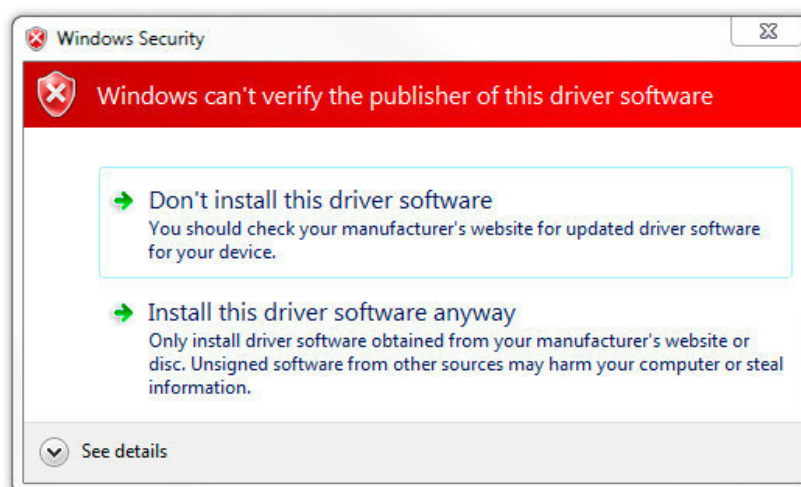 Windows Security
Windows can't verify the publisher of this driver software
Don't install this driver software
You should check your manufacturer's website for updated driver software
for your device.
Install this driver software anyway
Only install driver software obtained from your manufacturer's website or
disc. Unsigned software from other sources may harm your computer or steal
information.
See details